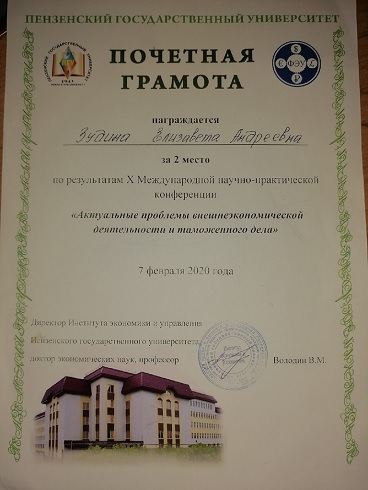 ПЕНЗЕНСКИЙ ГОСУДАРСТВЕННЫЙ УНИВЕРСИТЕТ
ПОЧЕТНАЯ
ГРАМОТА
1943
ФЭУ
награждается
Зудина Елизавета Андреевна
за 2 место
по результатам X Международной научно-практической
конференции
«Актуальные проблемы внешнеэкономической
деятельности и таможенного дела»
7 февраля 2020 года
Директор Института экономики и управления
Пензенского государственного университета,
доктор экономических наук, профессор
Володин В.М.